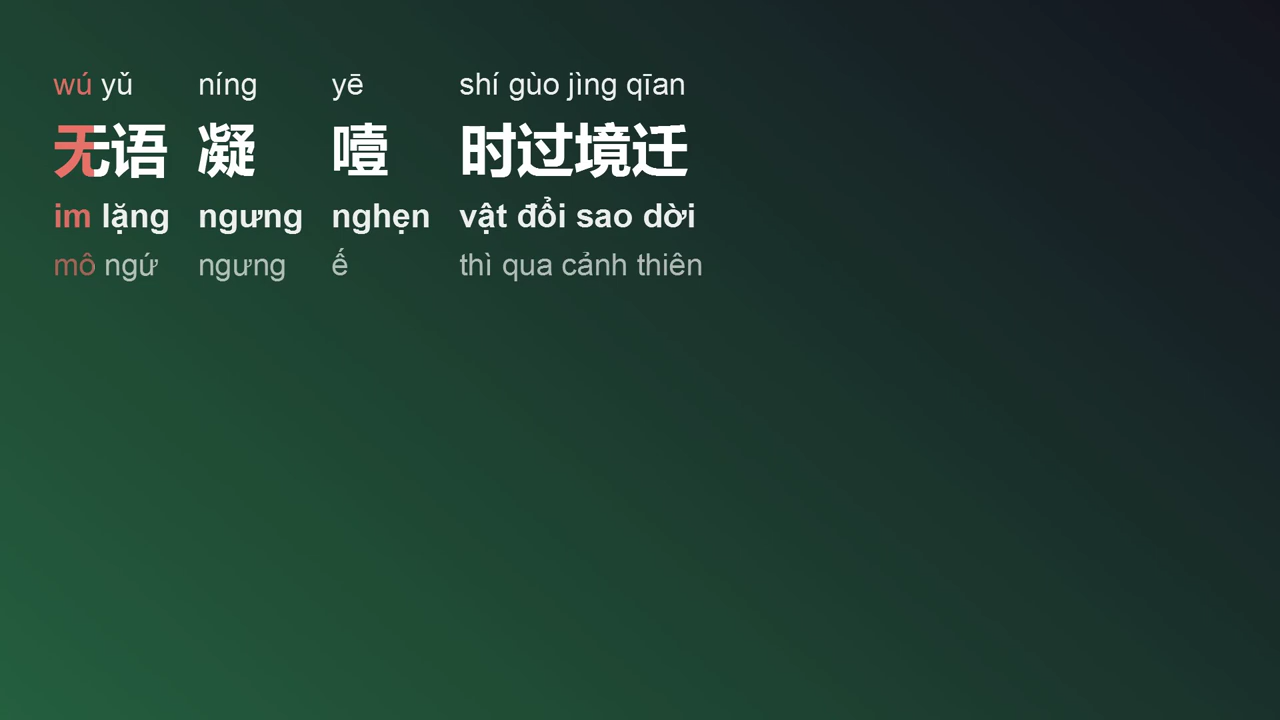 wú yǔ níng yē shí gùo jìng qīan
无语 凝 噎 时过境迁
im lặng ngưng nghẹn vật đổi sao dời
mô ngứ ngưng ế thì qua cảnh thiên